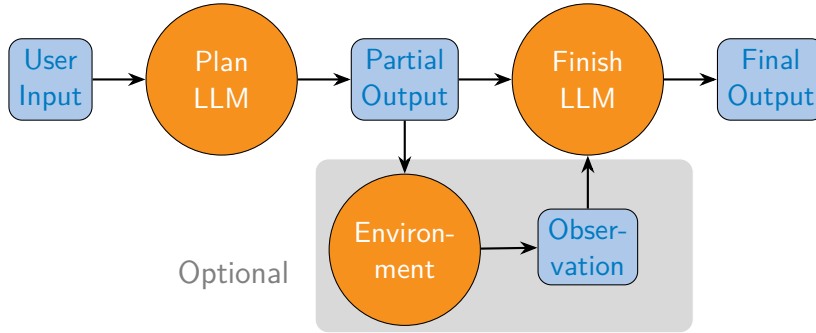 User
Input
Plan
LLM
Partial
Output
Finish
LLM
Final
Output
Environ-
ment
Obser-
vation
Optional